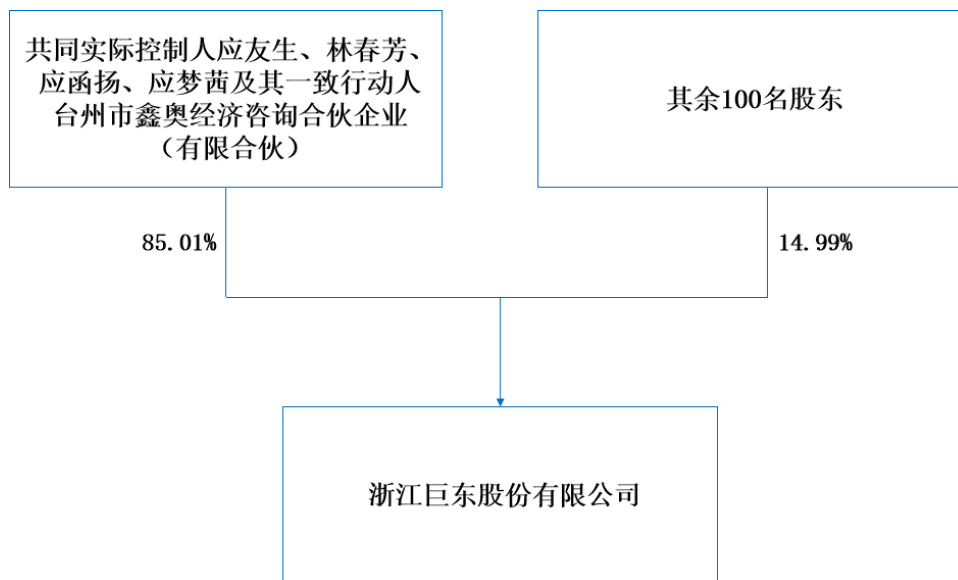 共同实际控制人应友生、林春芳、
应函扬、应梦茜及其一致行动人
台州市鑫奥经济咨询合伙企业
（有限合伙）
其余100名股东
85.01%
14.99%
浙江巨东股份有限公司